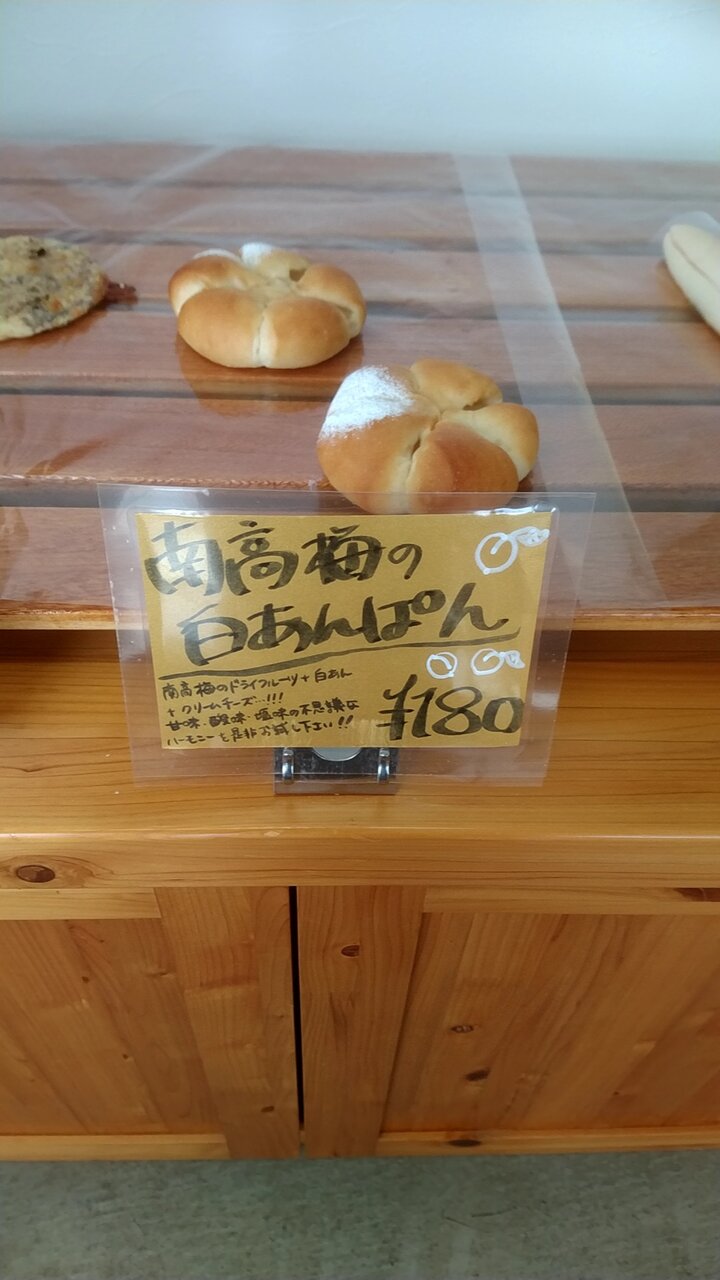 南高梅の
白あんぱん
南高梅のドライフルーツ+白あん
+クリームチーズ…!!!
甘味・酸味・塩味の不思議な
ハーモニーを是非お試し下さい!!
¥180